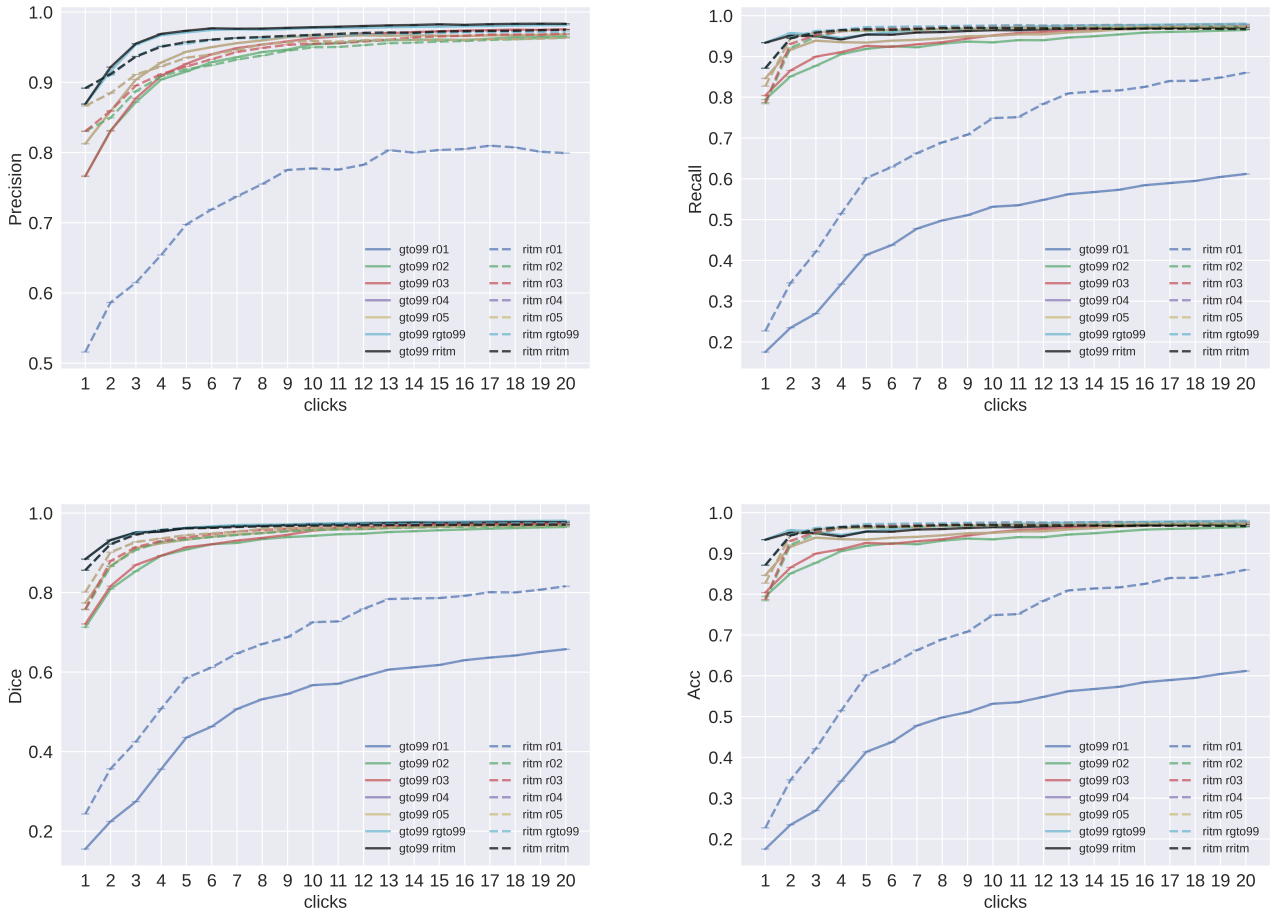 1.0
0.9
0.8
0.7
0.6
0.5
Precision
gto99 r01 ritm r01
gto99 r02 ritm r02
gto99 r03 ritm r03
gto99 r04 ritm r04
gto99 r05 ritm r05
gto99 rgto99 ritm rgto99
gto99 rritm ritm rritm
1 2 3 4 5 6 7 8 9 10 11 12 13 14 15 16 17 18 19 20
clicks
1.0
0.9
0.8
0.7
0.6
0.5
0.4
0.3
0.2
Recall
gto99 r01 ritm r01
gto99 r02 ritm r02
gto99 r03 ritm r03
gto99 r04 ritm r04
gto99 r05 ritm r05
gto99 rgto99 ritm rgto99
gto99 rritm ritm rritm
1 2 3 4 5 6 7 8 9 10 11 12 13 14 15 16 17 18 19 20
clicks
1.0
0.8
0.6
0.4
0.2
Dice
gto99 r01 ritm r01
gto99 r02 ritm r02
gto99 r03 ritm r03
gto99 r04 ritm r04
gto99 r05 ritm r05
gto99 rgto99 ritm rgto99
gto99 rritm ritm rritm
1 2 3 4 5 6 7 8 9 10 11 12 13 14 15 16 17 18 19 20
clicks
1.0
0.9
0.8
0.7
0.6
0.5
0.4
0.3
0.2
Acc
gto99 r01 ritm r01
gto99 r02 ritm r02
gto99 r03 ritm r03
gto99 r04 ritm r04
gto99 r05 ritm r05
gto99 rgto99 ritm rgto99
gto99 rritm ritm rritm
1 2 3 4 5 6 7 8 9 10 11 12 13 14 15 16 17 18 19 20
clicks